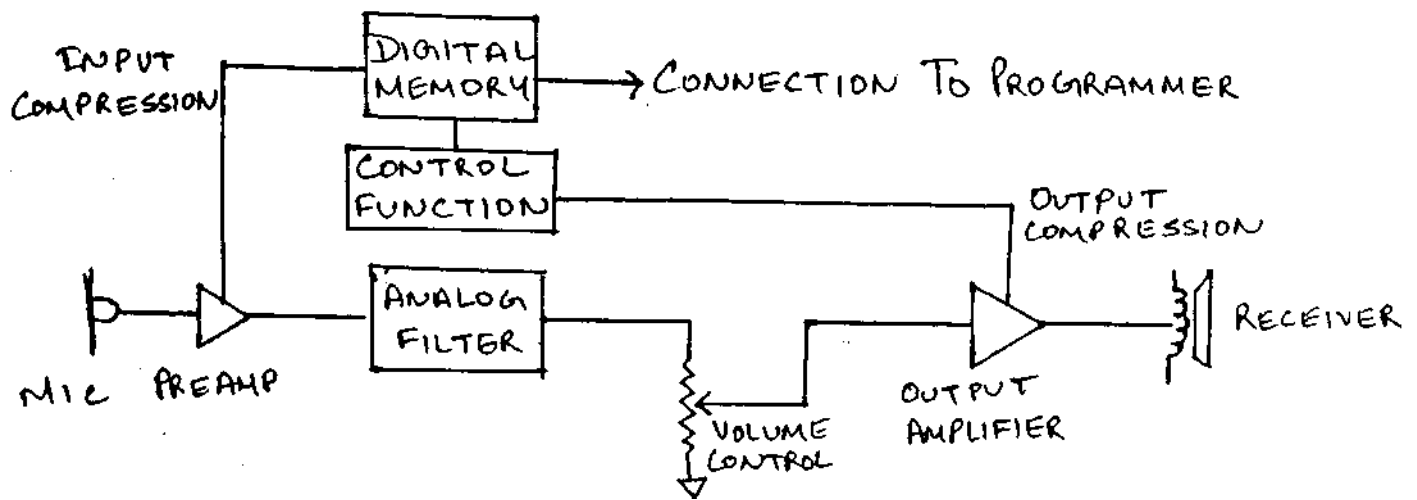 INPUT
COMPRESSION
DIGITAL
MEMORY
CONNECTION TO PROGRAMMER
CONTROL
FUNCTION
OUTPUT
COMPRESSION
ANALOG
FILTER
RECEIVER
MIC
PREAMP
VOLUME
CONTROL
OUTPUT
AMPLIFIER